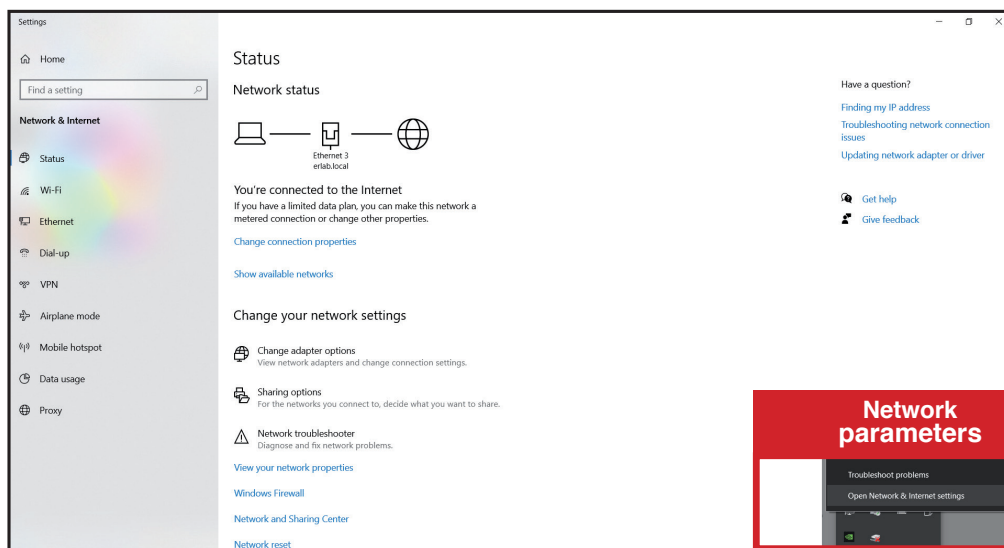 Settings
Home
Find a setting
Network & Internet
Status
Wi-Fi
Ethernet
Dial-up
VPN
Airplane mode
Mobile hotspot
Data usage
Proxy
Status
Network status
Ethernet 3
erlab.local
You're connected to the Internet
If you have a limited data plan, you can make this network a
metered connection or change other properties.
Change connection properties
Show available networks
Change your network settings
Change adapter options
View network adapters and change connection settings.
Sharing options
For the networks you connect to, decide what you want to share.
Network troubleshooter
Diagnose and fix network problems.
View your network properties
Windows Firewall
Network and Sharing Center
Network reset
Have a question?
Finding my IP address
Troubleshooting network connection
issues
Updating network adapter or driver
Get help
Give feedback
Network
parameters
Troubleshoot problems
Open Network & Internet settings